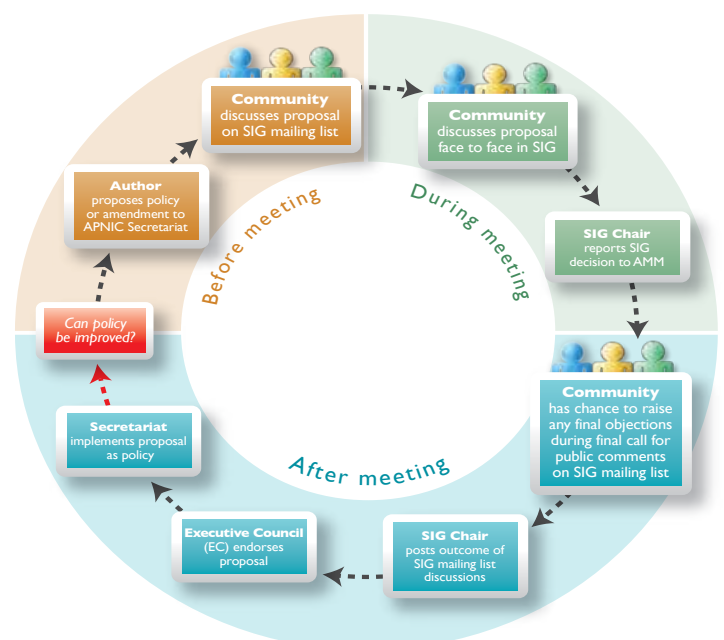 Community
discusses proposal
on SIG mailing list
Community
discusses proposal
face to face in SIG
Author
proposes policy
or amendment to
APNIC Secretariat
Before meeting
During meeting
SIG Chair
reports SIG
decision to AMM
Can policy
be improved?
Community
has chance to raise
any final objections
during final call for
public comments
on SIG mailing list
Secretariat
implements proposal
as policy
After meeting
Executive Council
(EC) endorses
proposal
SIG Chair
posts outcome of
SIG mailing list
discussions